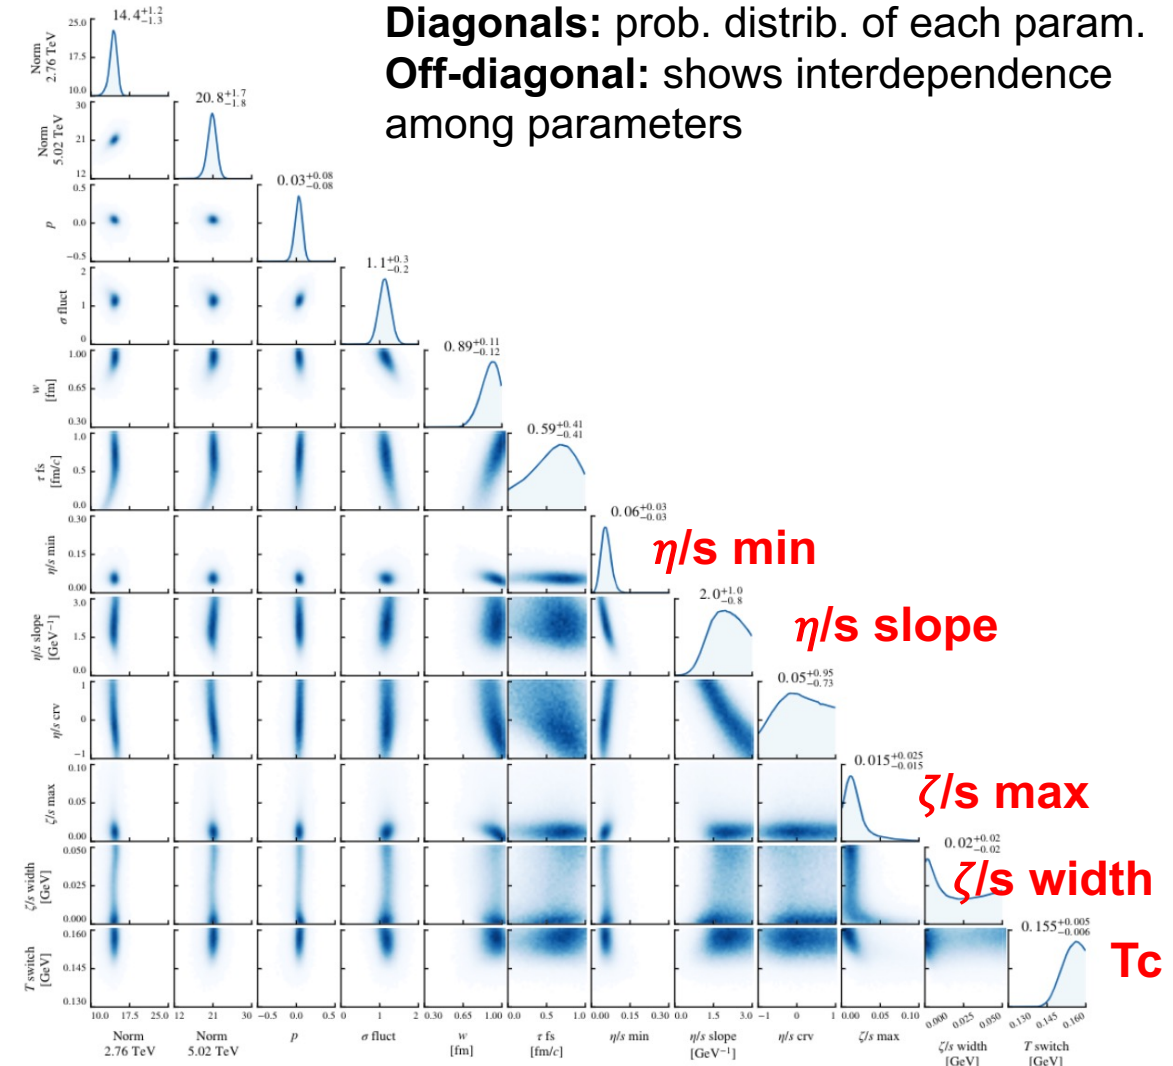 Diagonals: prob. distrib. of each param.
Off-diagonal: shows interdependence
among parameters
14.4+1.2−1.3
25.0
17.5
10.0
Norm
2.76 TeV
20.8+1.7−1.8
30
21
12
Norm
5.02 TeV
0.03+0.08−0.08
0.5
0.0
−0.5
p
1.1+0.3−0.2
2
1
0
σ fluct
0.89+0.11−0.12
1.00
0.65
0.30
w
[fm]
0.59+0.41−0.41
1.0
0.5
0.0
τ fs
[fm/c]
0.06+0.03−0.03
0.30
0.15
0.00
η/s min
η/s min
2.0+1.0−0.8
3.0
1.5
0.0
η/s slope
[GeV−1]
η/s slope
0.05+0.95−0.73
1
0
−1
η/s crv
0.015+0.025−0.015
0.10
0.05
0.00
ζ/s max
ζ/s max
0.02+0.02−0.02
0.050
0.025
0.000
ζ/s width
[GeV]
ζ/s width
0.155+0.005−0.006
0.160
0.145
0.130
T switch
[GeV]
Tc
10.0 17.5 25.0 12 21 30 −0.5 0.0 0.5 0 1 2 0.30 0.65 1.00 0.0 0.5 1.0 0.00 0.15 0.30 0.0 1.5 3.0 −1 0 1 0.00 0.05 0.10 0.000 0.025 0.050 0.130 0.145 0.160
Norm Norm p σ fluct w τ fs η/s min η/s slope η/s crv ζ/s max ζ/s width T switch
2.76 TeV 5.02 TeV [fm] [fm/c] [GeV−1] [GeV] [GeV]